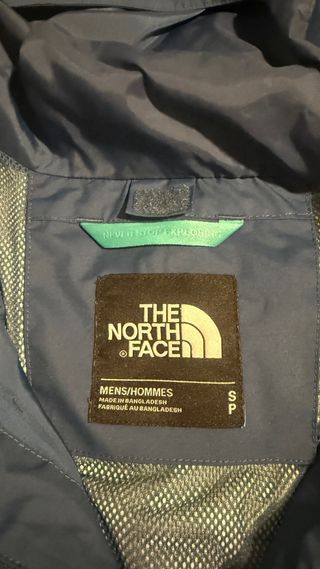 NEVER STOP EXPLORING
THE
NORTH
®FACE
MENS/HOMMES
MADE IN BANGLADESH
FABRIQUÉ AU BANGLADESH
S
P